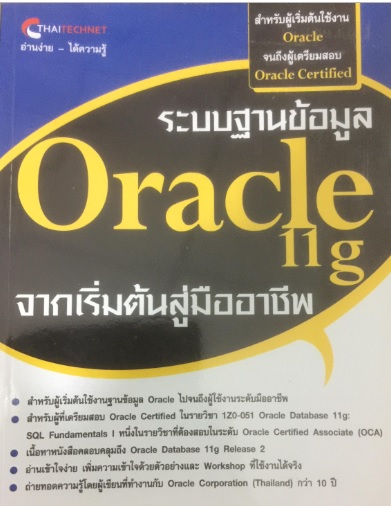 THAITECHNET
อ่านง่าย - ได้ความรู้
สำหรับผู้เริ่มต้นใช้งาน
Oracle
จนถึงผู้เตรียมสอบ
Oracle Certified
ระบบฐานข้อมูล
Oracle
11g
จากเริ่มต้นสู่มืออาชีพ
สำหรับผู้เริ่มต้นใช้งานฐานข้อมูล Oracle ไปจนถึงผู้ใช้งานระดับมืออาชีพ
สำหรับผู้ที่เตรียมสอบ Oracle Certified ในรายวิชา 1Z0-051 Oracle Database 11g:
SQL Fundamentals I หนึ่งในรายวิชาที่ต้องสอบในระดับ Oracle Certified Associate (OCA)
เนื้อหาหนังสือคลอบคลุมถึง Oracle Database 11g Release 2
อ่านเข้าใจง่าย เพิ่มความเข้าใจด้วยตัวอย่างและ Workshop ที่ใช้งานได้จริง
ถ่ายทอดความรู้โดยผู้เขียนที่ทำงานกับ Oracle Corporation (Thailand) กว่า 10 ปี